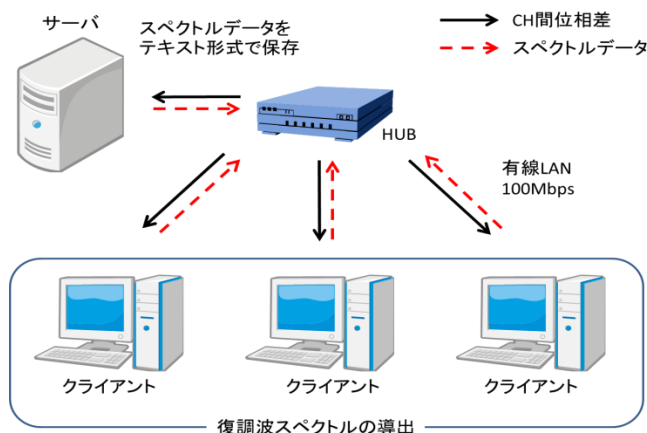 サーバ
スペクトルデータを
テキスト形式で保存
CH間位相差
スペクトルデータ
HUB
有線LAN
100Mbps
クライアント
クライアント
クライアント
復調波スペクトルの導出